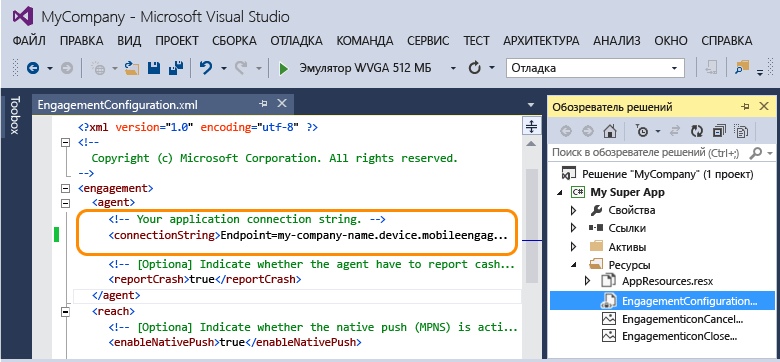 MyCompany - Microsoft Visual Studio
ФАЙЛ ПРАВКА ВИД ПРОЕКТ СБОРКА ОТЛАДКА КОМАНДА СЕРВИС ТЕСТ АРХИТЕКТУРА АНАЛИЗ ОКНО СПРАВКА
Эмулятор WVGA 512 МБ Отладка
Toolbox
EngagementConfiguration.xml
<?xml version="1.0" encoding="utf-8" ?>
<!--
Copyright (c) Microsoft Corporation. All rights reserved.
-->
<engagement>
<agent>
<!-- Your application connection string. -->
<connectionString>Endpoint=my-company-name.device.mobileengag...
<!-- [Optiona] Indicate whether the agent have to report cash...
<reportCrash>true</reportCrash>
</agent>
<reach>
<!-- [Optiona] Indicate whether the native push (MPNS) is acti...
<enableNativePush>true</enableNativePush>
Обозреватель решений
Поиск в обозревателе решений (Ctrl+;)
Решение "MyCompany" (1 проект)
C# My Super App
Свойства
Ссылки
Активы
Ресурсы
AppResources.resx
EngagementConfiguration...
EngagementiconCancel...
EngagementiconClose...